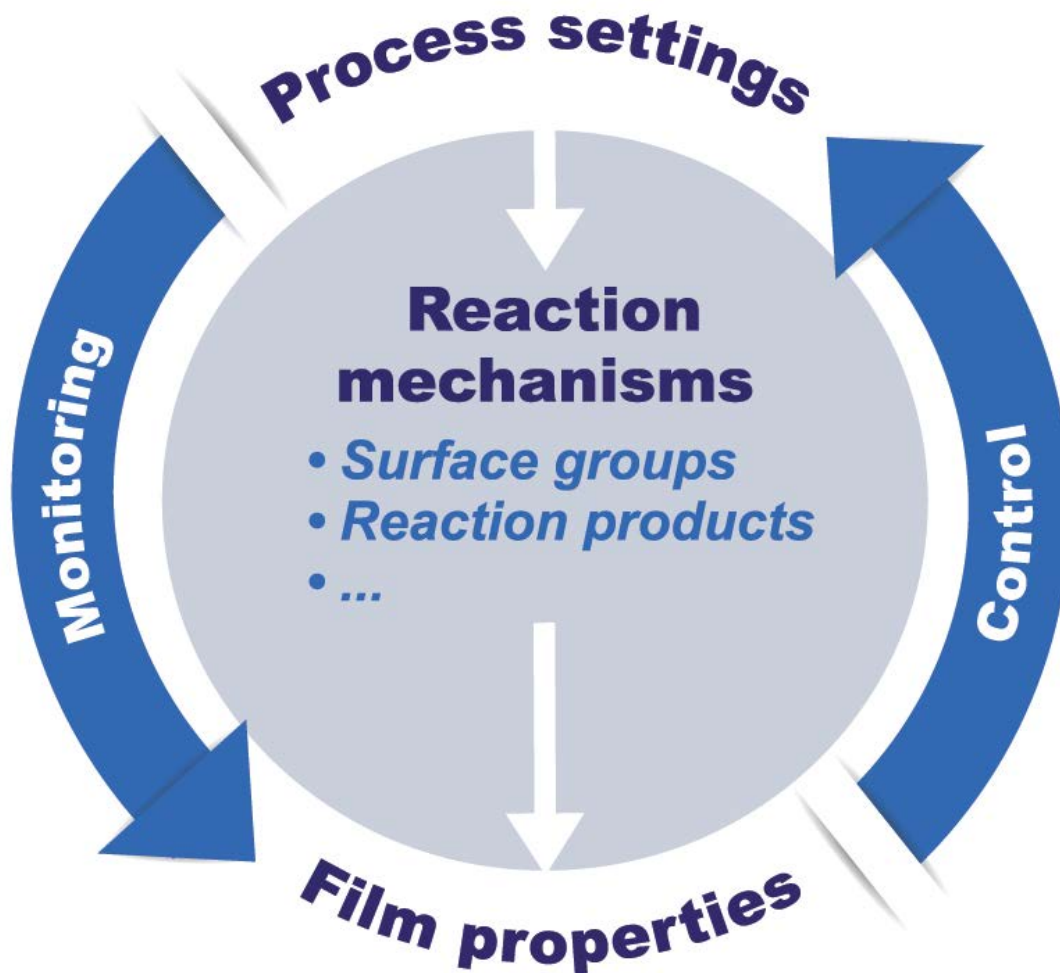 Process settings
Reaction
mechanisms
• Surface groups
• Reaction products
• ...
Monitoring
Control
Film properties